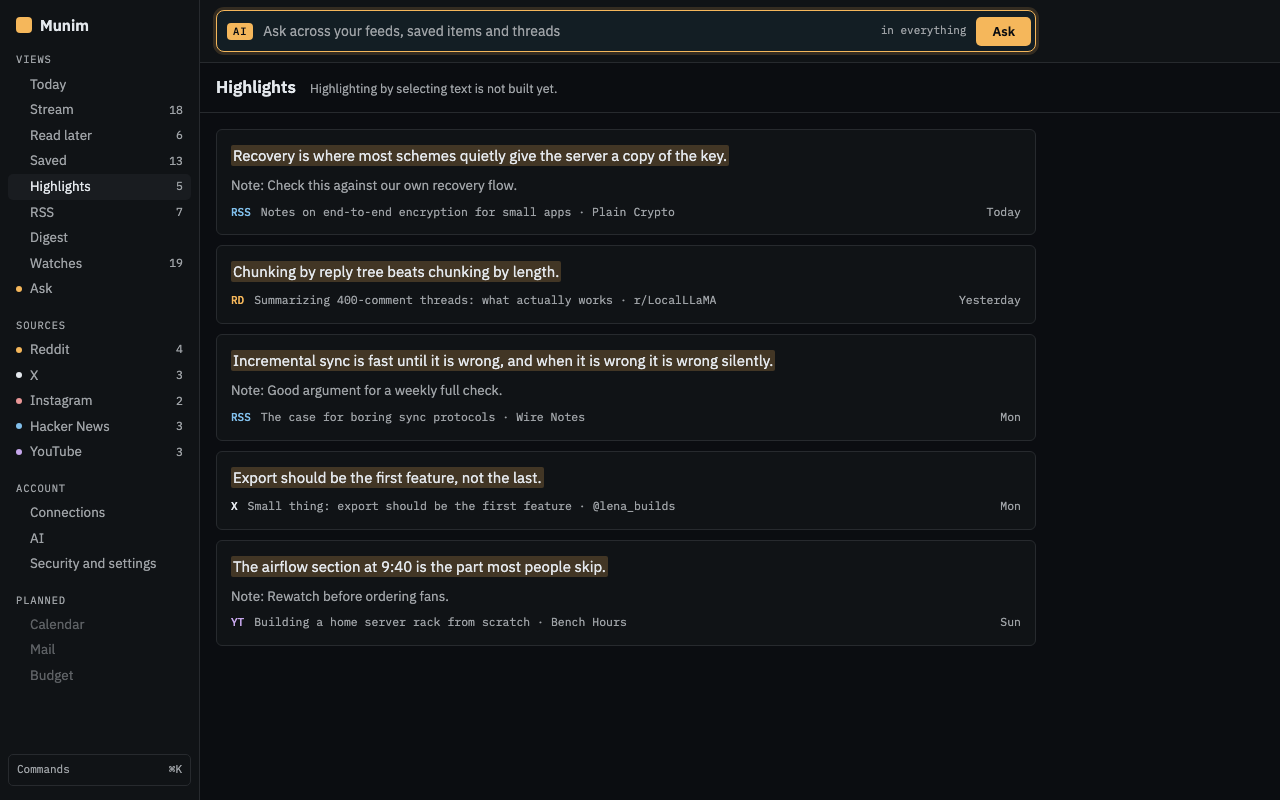 Munim
VIEWS
Today
Stream 18
Read later 6
Saved 13
Highlights 5
RSS 7
Digest
Watches 19
Ask
SOURCES
Reddit 4
X 3
Instagram 2
Hacker News 3
YouTube 3
ACCOUNT
Connections
AI
Security and settings
PLANNED
Calendar
Mail
Budget
Commands ⌘K
AI Ask across your feeds, saved items and threads in everything Ask
Highlights Highlighting by selecting text is not built yet.
Recovery is where most schemes quietly give the server a copy of the key.
Note: Check this against our own recovery flow.
RSS Notes on end-to-end encryption for small apps · Plain Crypto Today
Chunking by reply tree beats chunking by length.
RD Summarizing 400-comment threads: what actually works · r/LocalLLaMA Yesterday
Incremental sync is fast until it is wrong, and when it is wrong it is wrong silently.
Note: Good argument for a weekly full check.
RSS The case for boring sync protocols · Wire Notes Mon
Export should be the first feature, not the last.
X Small thing: export should be the first feature · @lena_builds Mon
The airflow section at 9:40 is the part most people skip.
Note: Rewatch before ordering fans.
YT Building a home server rack from scratch · Bench Hours Sun